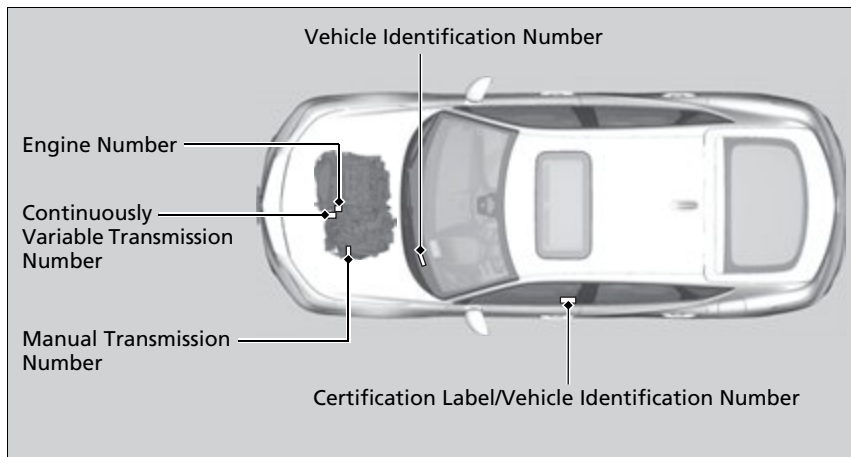 Vehicle Identification Number
Engine Number
Continuously
Variable Transmission
Number
Manual Transmission
Number
Certification Label/Vehicle Identification Number